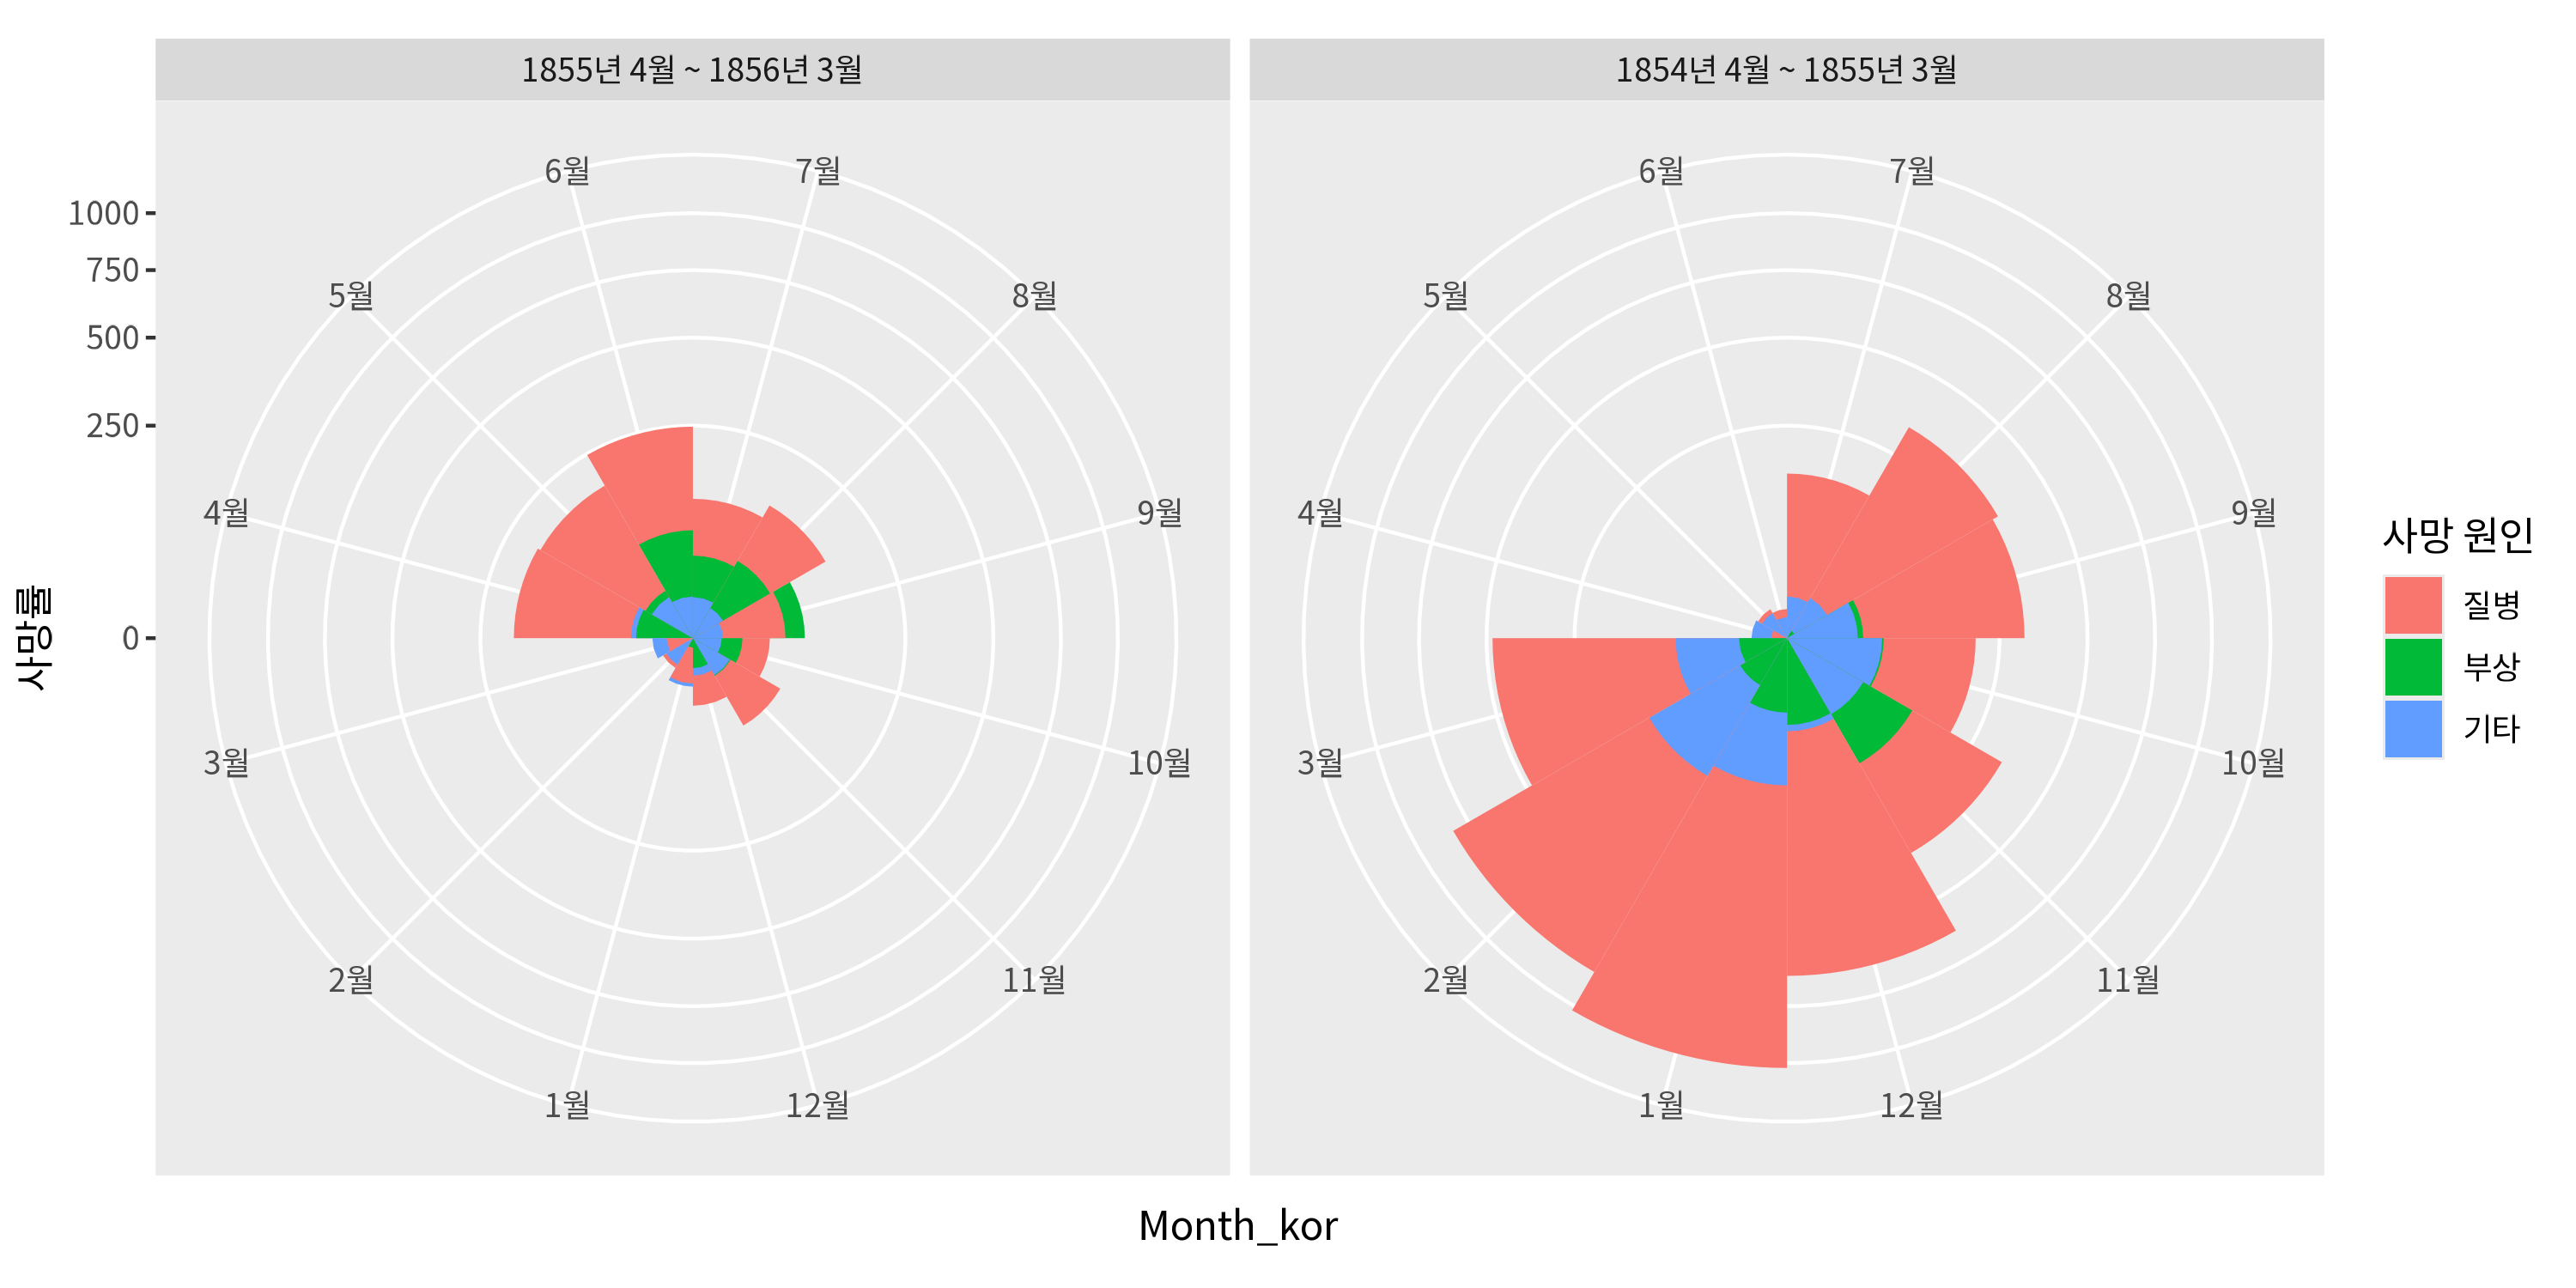 1855년 4월 ~ 1856년 3월
1854년 4월 ~ 1855년 3월
사망률
1000
750
500
250
0
6월
7월
5월
8월
4월
9월
3월
10월
2월
11월
1월
12월
6월
7월
5월
8월
4월
9월
3월
10월
2월
11월
1월
12월
Month_kor
사망 원인
질병
부상
기타